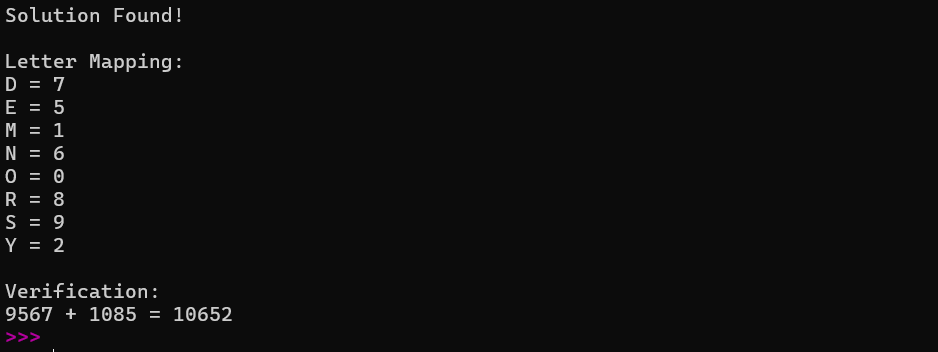 Solution Found!
Letter Mapping:
D = 7
E = 5
M = 1
N = 6
O = 0
R = 8
S = 9
Y = 2
Verification:
9567 + 1085 = 10652
>>>